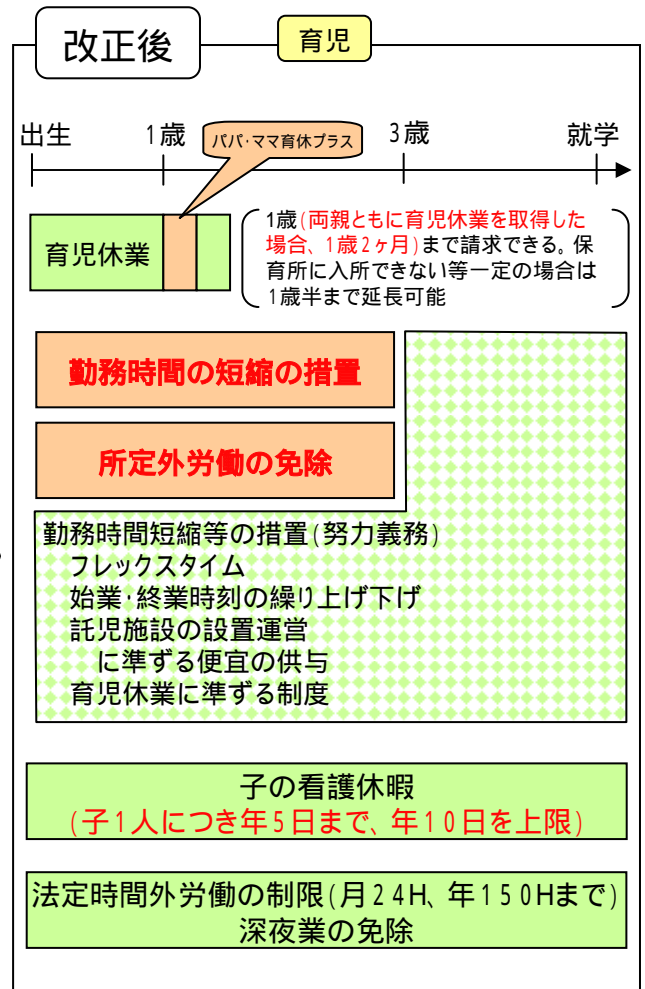 改正後
育児
出生
1歳
パパ・ママ育休プラス
3歳
就学
育児休業
1歳(両親ともに育児休業を取得した
場合、1歳2ヶ月)まで請求できる。保
育所に入所できない等一定の場合は
1歳半まで延長可能
勤務時間の短縮の措置
所定外労働の免除
勤務時間短縮等の措置(努力義務)
フレックスタイム
始業・終業時刻の繰り上げ下げ
託児施設の設置運営
に準ずる便宜の供与
育児休業に準ずる制度
子の看護休暇
(子1人につき年5日まで、年10日を上限)
法定時間外労働の制限(月24H、年150Hまで)
深夜業の免除